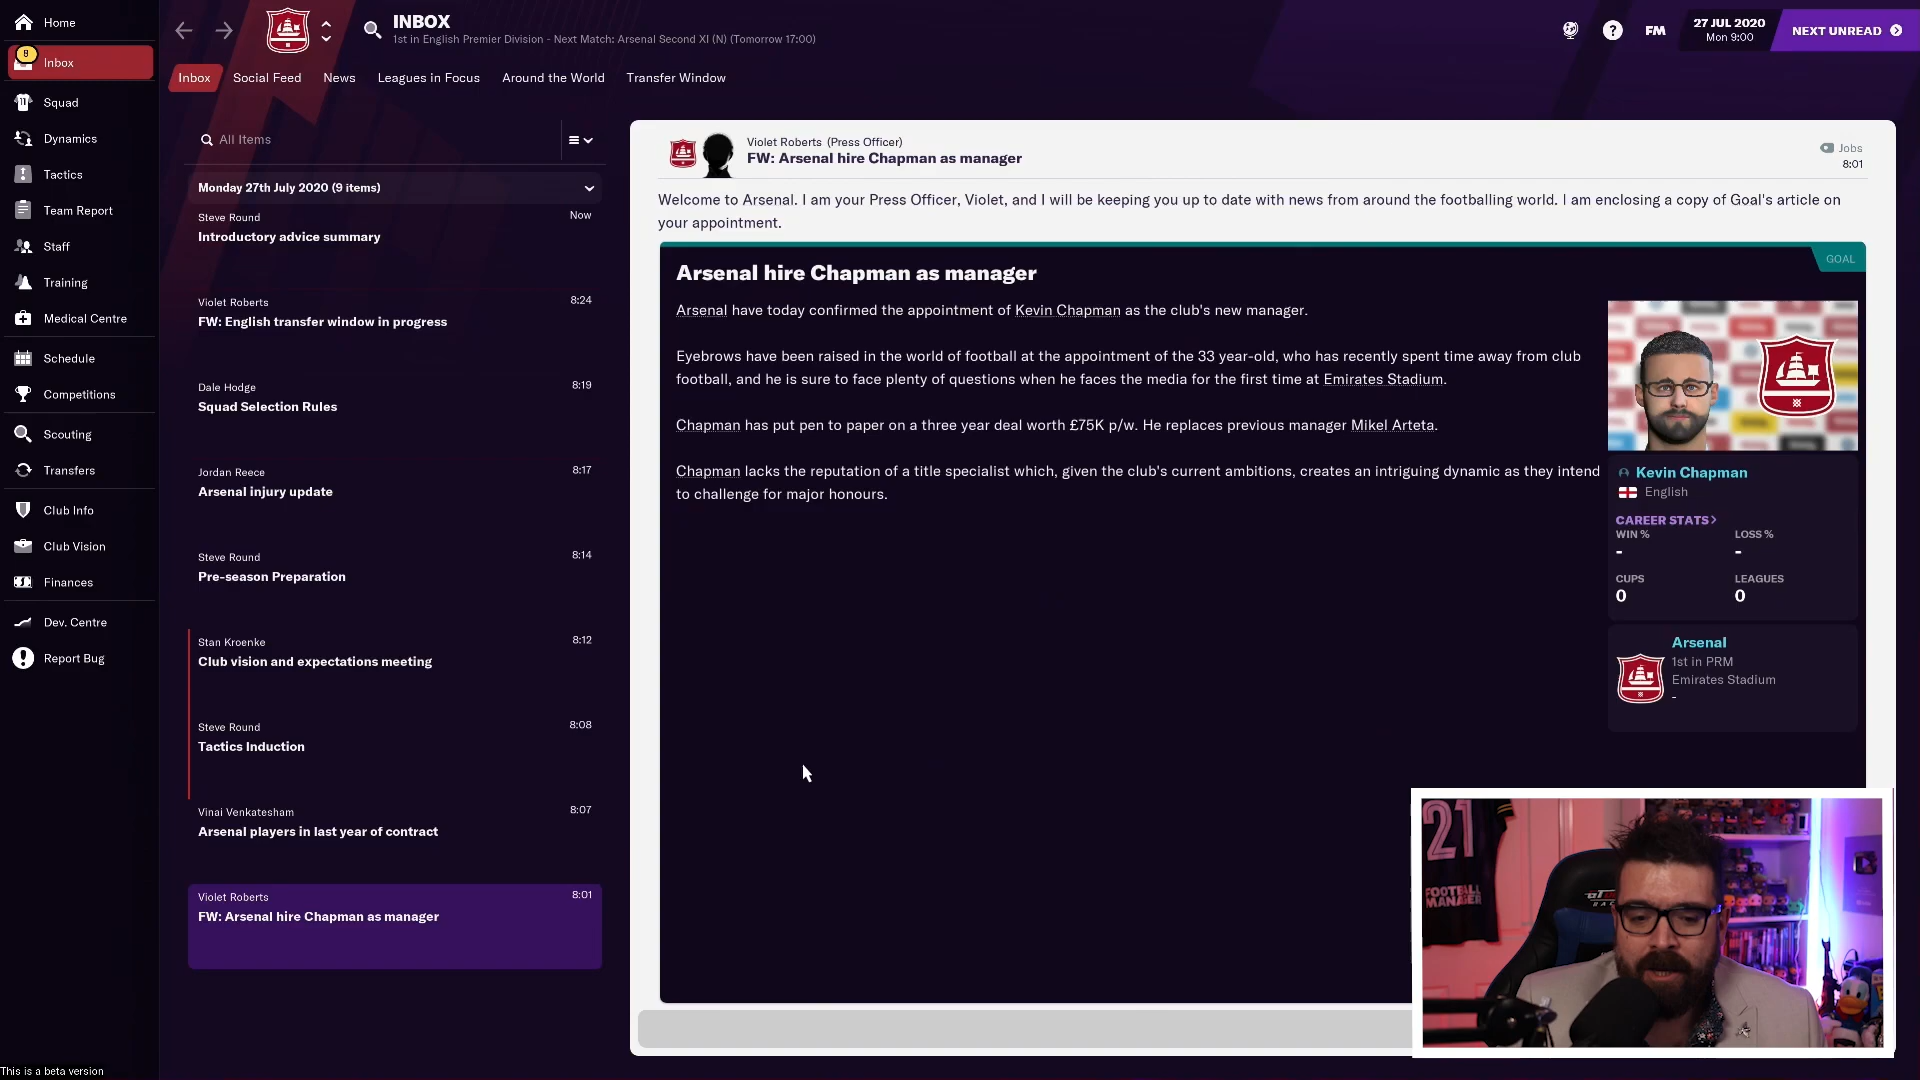 Home
8
Inbox
Squad
Dynamics
Tactics
Team Report
Staff
Training
Medical Centre
Schedule
Competitions
Scouting
Transfers
Club Info
Club Vision
Finances
Dev. Centre
Report Bug
This is a beta version
INBOX
1st in English Premier Division - Next Match: Arsenal Second XI (N) (Tomorrow 17:00)
?
FM
27 JUL 2020
Mon 9:00
NEXT UNREAD
Inbox
Social Feed
News
Leagues in Focus
Around the World
Transfer Window
All Items
Monday 27th July 2020 (9 items)
Steve Round
Now
Introductory advice summary
Violet Roberts
8:24
FW: English transfer window in progress
Dale Hodge
8:19
Squad Selection Rules
Jordan Reece
8:17
Arsenal injury update
Steve Round
8:14
Pre-season Preparation
Stan Kroenke
8:12
Club vision and expectations meeting
Steve Round
8:08
Tactics Induction
Vinai Venkatesham
8:07
Arsenal players in last year of contract
Violet Roberts
8:01
FW: Arsenal hire Chapman as manager
Violet Roberts (Press Officer)
FW: Arsenal hire Chapman as manager
Jobs
8:01
Welcome to Arsenal. I am your Press Officer, Violet, and I will be keeping you up to date with news from around the footballing world. I am enclosing a copy of Goal's article on
your appointment.
GOAL
Arsenal hire Chapman as manager
Arsenal have today confirmed the appointment of Kevin Chapman as the club's new manager.
Eyebrows have been raised in the world of football at the appointment of the 33 year-old, who has recently spent time away from club
football, and he is sure to face plenty of questions when he faces the media for the first time at Emirates Stadium.
Chapman has put pen to paper on a three year deal worth £75K p/w. He replaces previous manager Mikel Arteta.
Chapman lacks the reputation of a title specialist which, given the club's current ambitions, creates an intriguing dynamic as they intend
to challenge for major honours.
Kevin Chapman
English
CAREER STATS>
WIN %
LOSS %
-
-
CUPS
LEAGUES
0
0
Arsenal
1st in PRM
Emirates Stadium
-
21
FOOTBALL
MANAGER